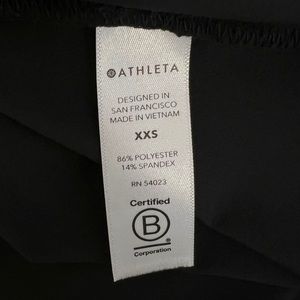 ATHLETA
DESIGNED IN
SAN FRANCISCO
MADE IN VIETNAM
XXS
86% POLYESTER
14% SPANDEX
RN 54023
Certified
B
Corporation